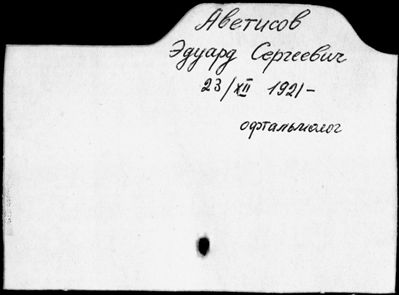 Аветисов
Эдуард Сергеевич
23/XII 1921-
офтальмолог